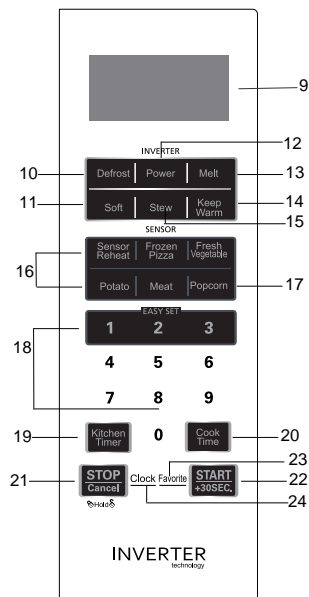 9
INVERTER
12
10
Defrost
Power
Melt
13
11
Soft
Stew
Keep
Warm
14
15
SENSOR
16
Sensor
Reheat
Frozen
Pizza
Fresh
Vegetable
Potato
Meat
Popcorn
17
EASY SET
18
1 2 3
4 5 6
7 8 9
19
Kitchen
Timer
0
Cook
Time
20
23
21
STOP
Cancel
Clock
Favorite
START
+30SEC.
22
24
Hold
INVERTER
technology